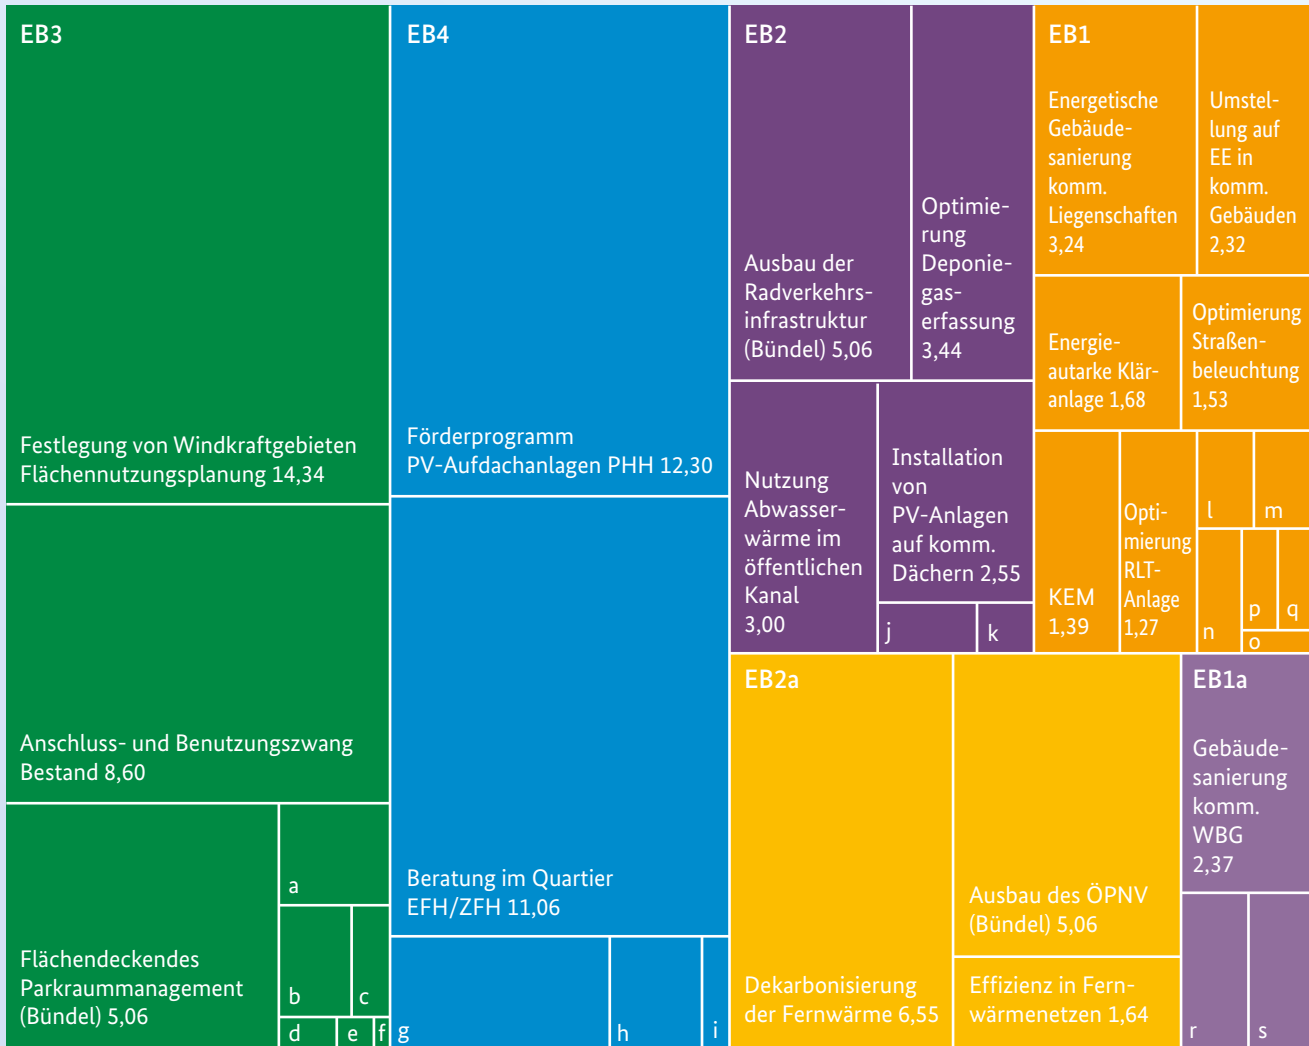 EB3
Festlegung von Windkraftgebieten
Flächennutzungsplanung 14,34
Anschluss- und Benutzungszwang
Bestand 8,60
Flächendeckendes
Parkraummanagement
(Bündel) 5,06
a
b
c
d
e
f
EB4
Förderprogramm
PV-Aufdachanlagen PHH 12,30
Beratung im Quartier
EFH/ZFH 11,06
g
h
i
EB2
Ausbau der
Radverkehrs-
infrastruktur
(Bündel) 5,06
Optimie-
rung
Deponie-
gas-
erfassung
3,44
Nutzung
Abwasser-
wärme im
öffentlichen
Kanal
3,00
Installation
von
PV-Anlagen
auf komm.
Dächern 2,55
j
k
EB1
Energetische
Gebäude-
sanierung
komm.
Liegenschaften
3,24
Umstel-
lung auf
EE in
komm.
Gebäuden
2,32
Energie-
autarke Klär-
anlage 1,68
Optimierung
Straßen-
beleuchtung
1,53
KEM
1,39
Opti-
mierung
RLT-
Anlage
1,27
l
m
n
p
q
o
EB2a
Dekarbonisierung
der Fernwärme 6,55
Ausbau des ÖPNV
(Bündel) 5,06
Effizienz in Fern-
wärmenetzen 1,64
EB1a
Gebäude-
sanierung
komm.
WBG
2,37
r
s